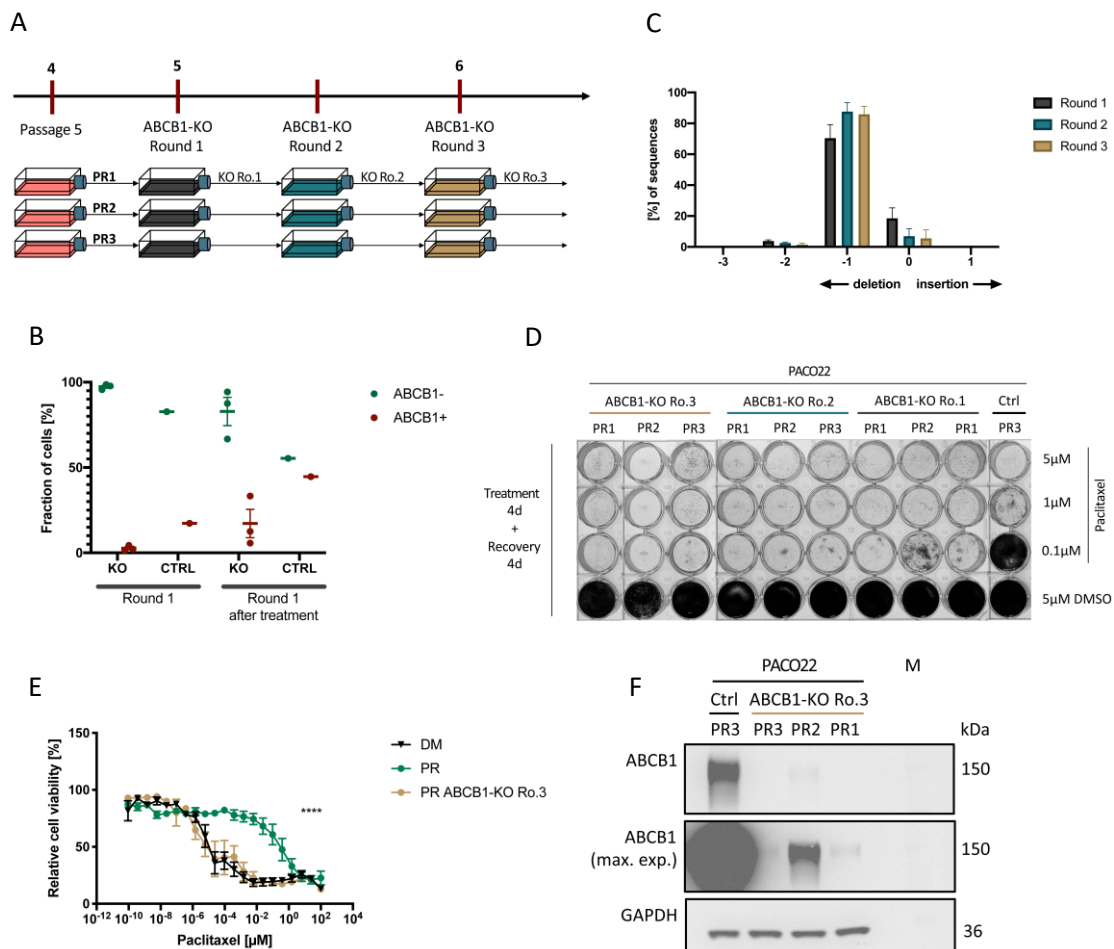 A
4
5
6
Passage 5
ABCB1-KO
Round 1
ABCB1-KO
Round 2
ABCB1-KO
Round 3
PR1
KO Ro.1
KO Ro.2
KO Ro.3
PR2
PR3
C
[%] of sequences
100
80
60
40
20
0
-3
-2
-1
0
1
deletion
insertion
Round 1
Round 2
Round 3
B
Fraction of cells [%]
100
50
0
KO
CTRL
KO
CTRL
Round 1
Round 1
after treatment
ABCB1-
ABCB1+
D
PACO22
ABCB1-KO Ro.3
ABCB1-KO Ro.2
ABCB1-KO Ro.1
Ctrl
PR1
PR2
PR3
PR1
PR2
PR3
PR1
PR2
PR1
PR3
Treatment
4d
+
Recovery
4d
5µM
1µM
0.1µM
5µM DMSO
Paclitaxel
E
Relative cell viability [%]
150
100
50
0
10-12
10-10
10-8
10-6
10-4
10-2
100
102
104
Paclitaxel [µM]
****
DM
PR
PR ABCB1-KO Ro.3
F
PACO22
M
Ctrl
ABCB1-KO Ro.3
PR3
PR3
PR2
PR1
kDa
ABCB1
150
ABCB1
(max. exp.)
150
GAPDH
36